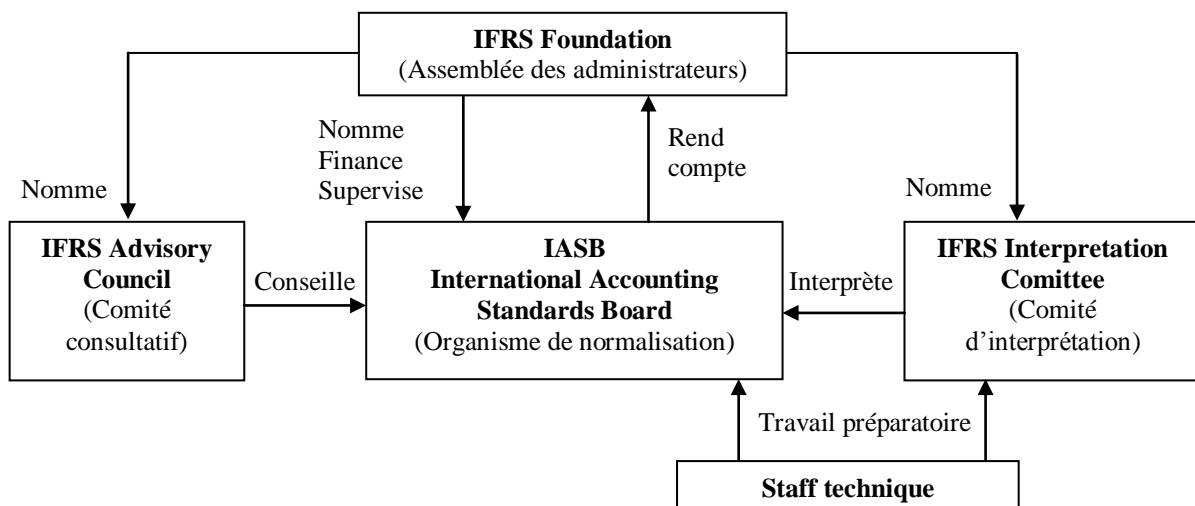 IFRS Foundation
(Assemblée des administrateurs)
Nomme
Finance
Supervise
Rend
compte
Nomme
Nomme
IFRS Advisory
Council
(Comité
consultatif)
Conseille
IASB
International Accounting
Standards Board
(Organisme de normalisation)
Interprète
IFRS Interpretation
Comittee
(Comité
d’interprétation)
Travail préparatoire
Staff technique